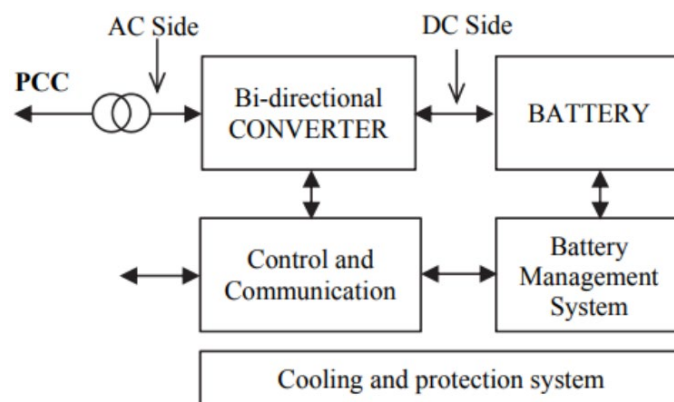 AC Side
DC Side
PCC
Bi-directional
CONVERTER
BATTERY
Control and
Communication
Battery
Management
System
Cooling and protection system